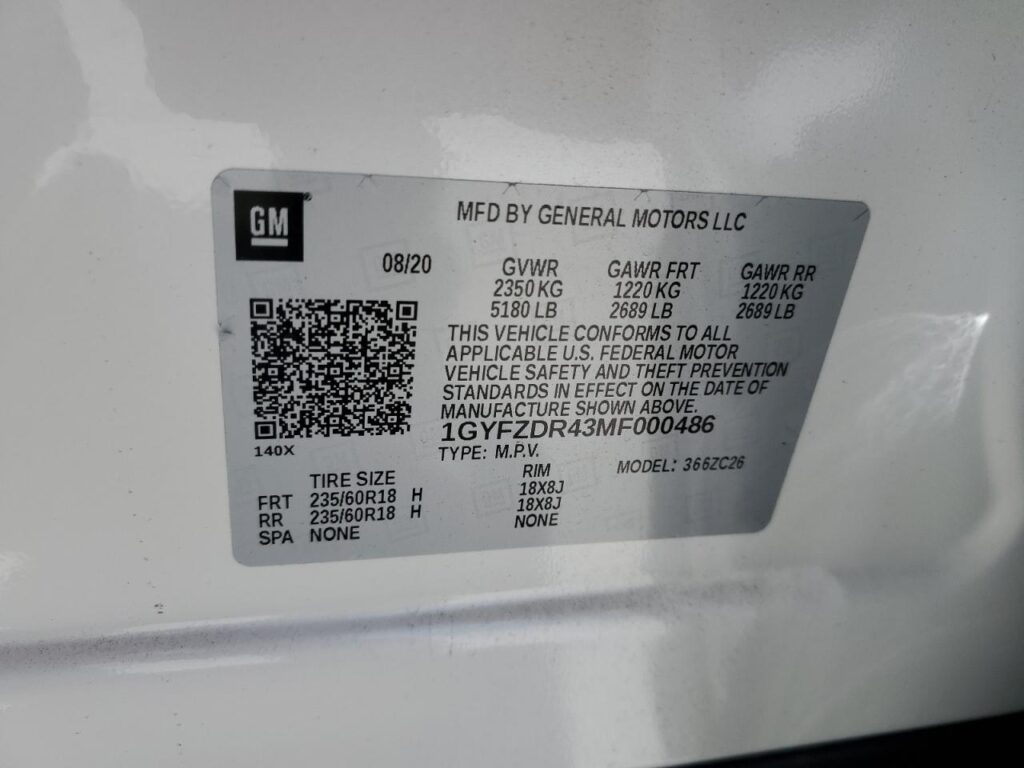 GM
MFD BY GENERAL MOTORS LLC
08/20 GVWR GAWR FRT GAWR RR
2350 KG 1220 KG 1220 KG
5180 LB 2689 LB 2689 LB
THIS VEHICLE CONFORMS TO ALL
APPLICABLE U.S. FEDERAL MOTOR
VEHICLE SAFETY AND THEFT PREVENTION
STANDARDS IN EFFECT ON THE DATE OF
MANUFACTURE SHOWN ABOVE.
1GYFZDR43MF000486
140X
TYPE: M.P.V. MODEL: 366ZC26
TIRE SIZE RIM
FRT 235/60R18 H 18X8J
RR 235/60R18 H 18X8J
SPA NONE NONE